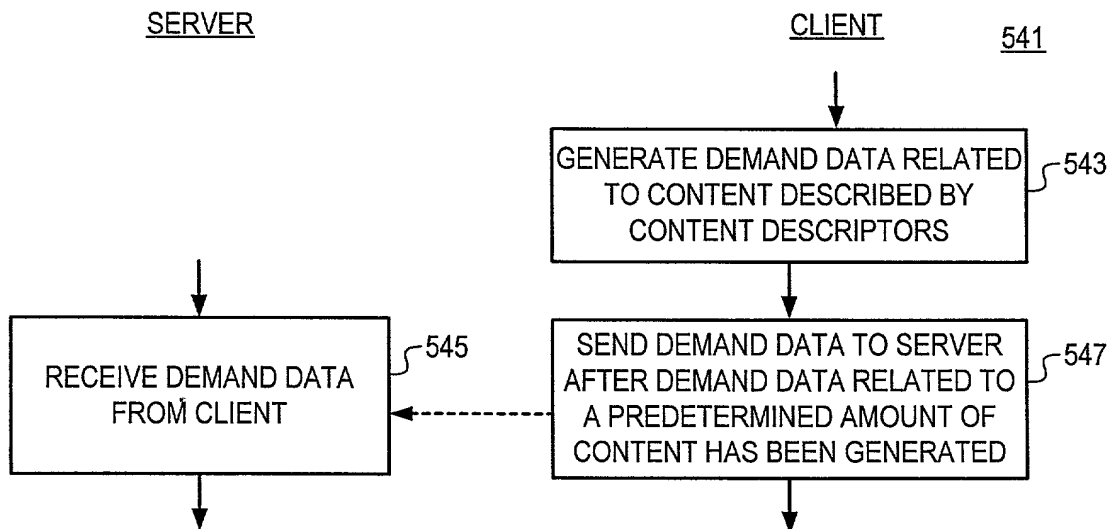 SERVER
CLIENT
541
GENERATE DEMAND DATA RELATED
TO CONTENT DESCRIBED BY
CONTENT DESCRIPTORS
543
RECEIVE DEMAND DATA
FROM CLIENT
545
SEND DEMAND DATA TO SERVER
AFTER DEMAND DATA RELATED TO
A PREDETERMINED AMOUNT OF
CONTENT HAS BEEN GENERATED
547